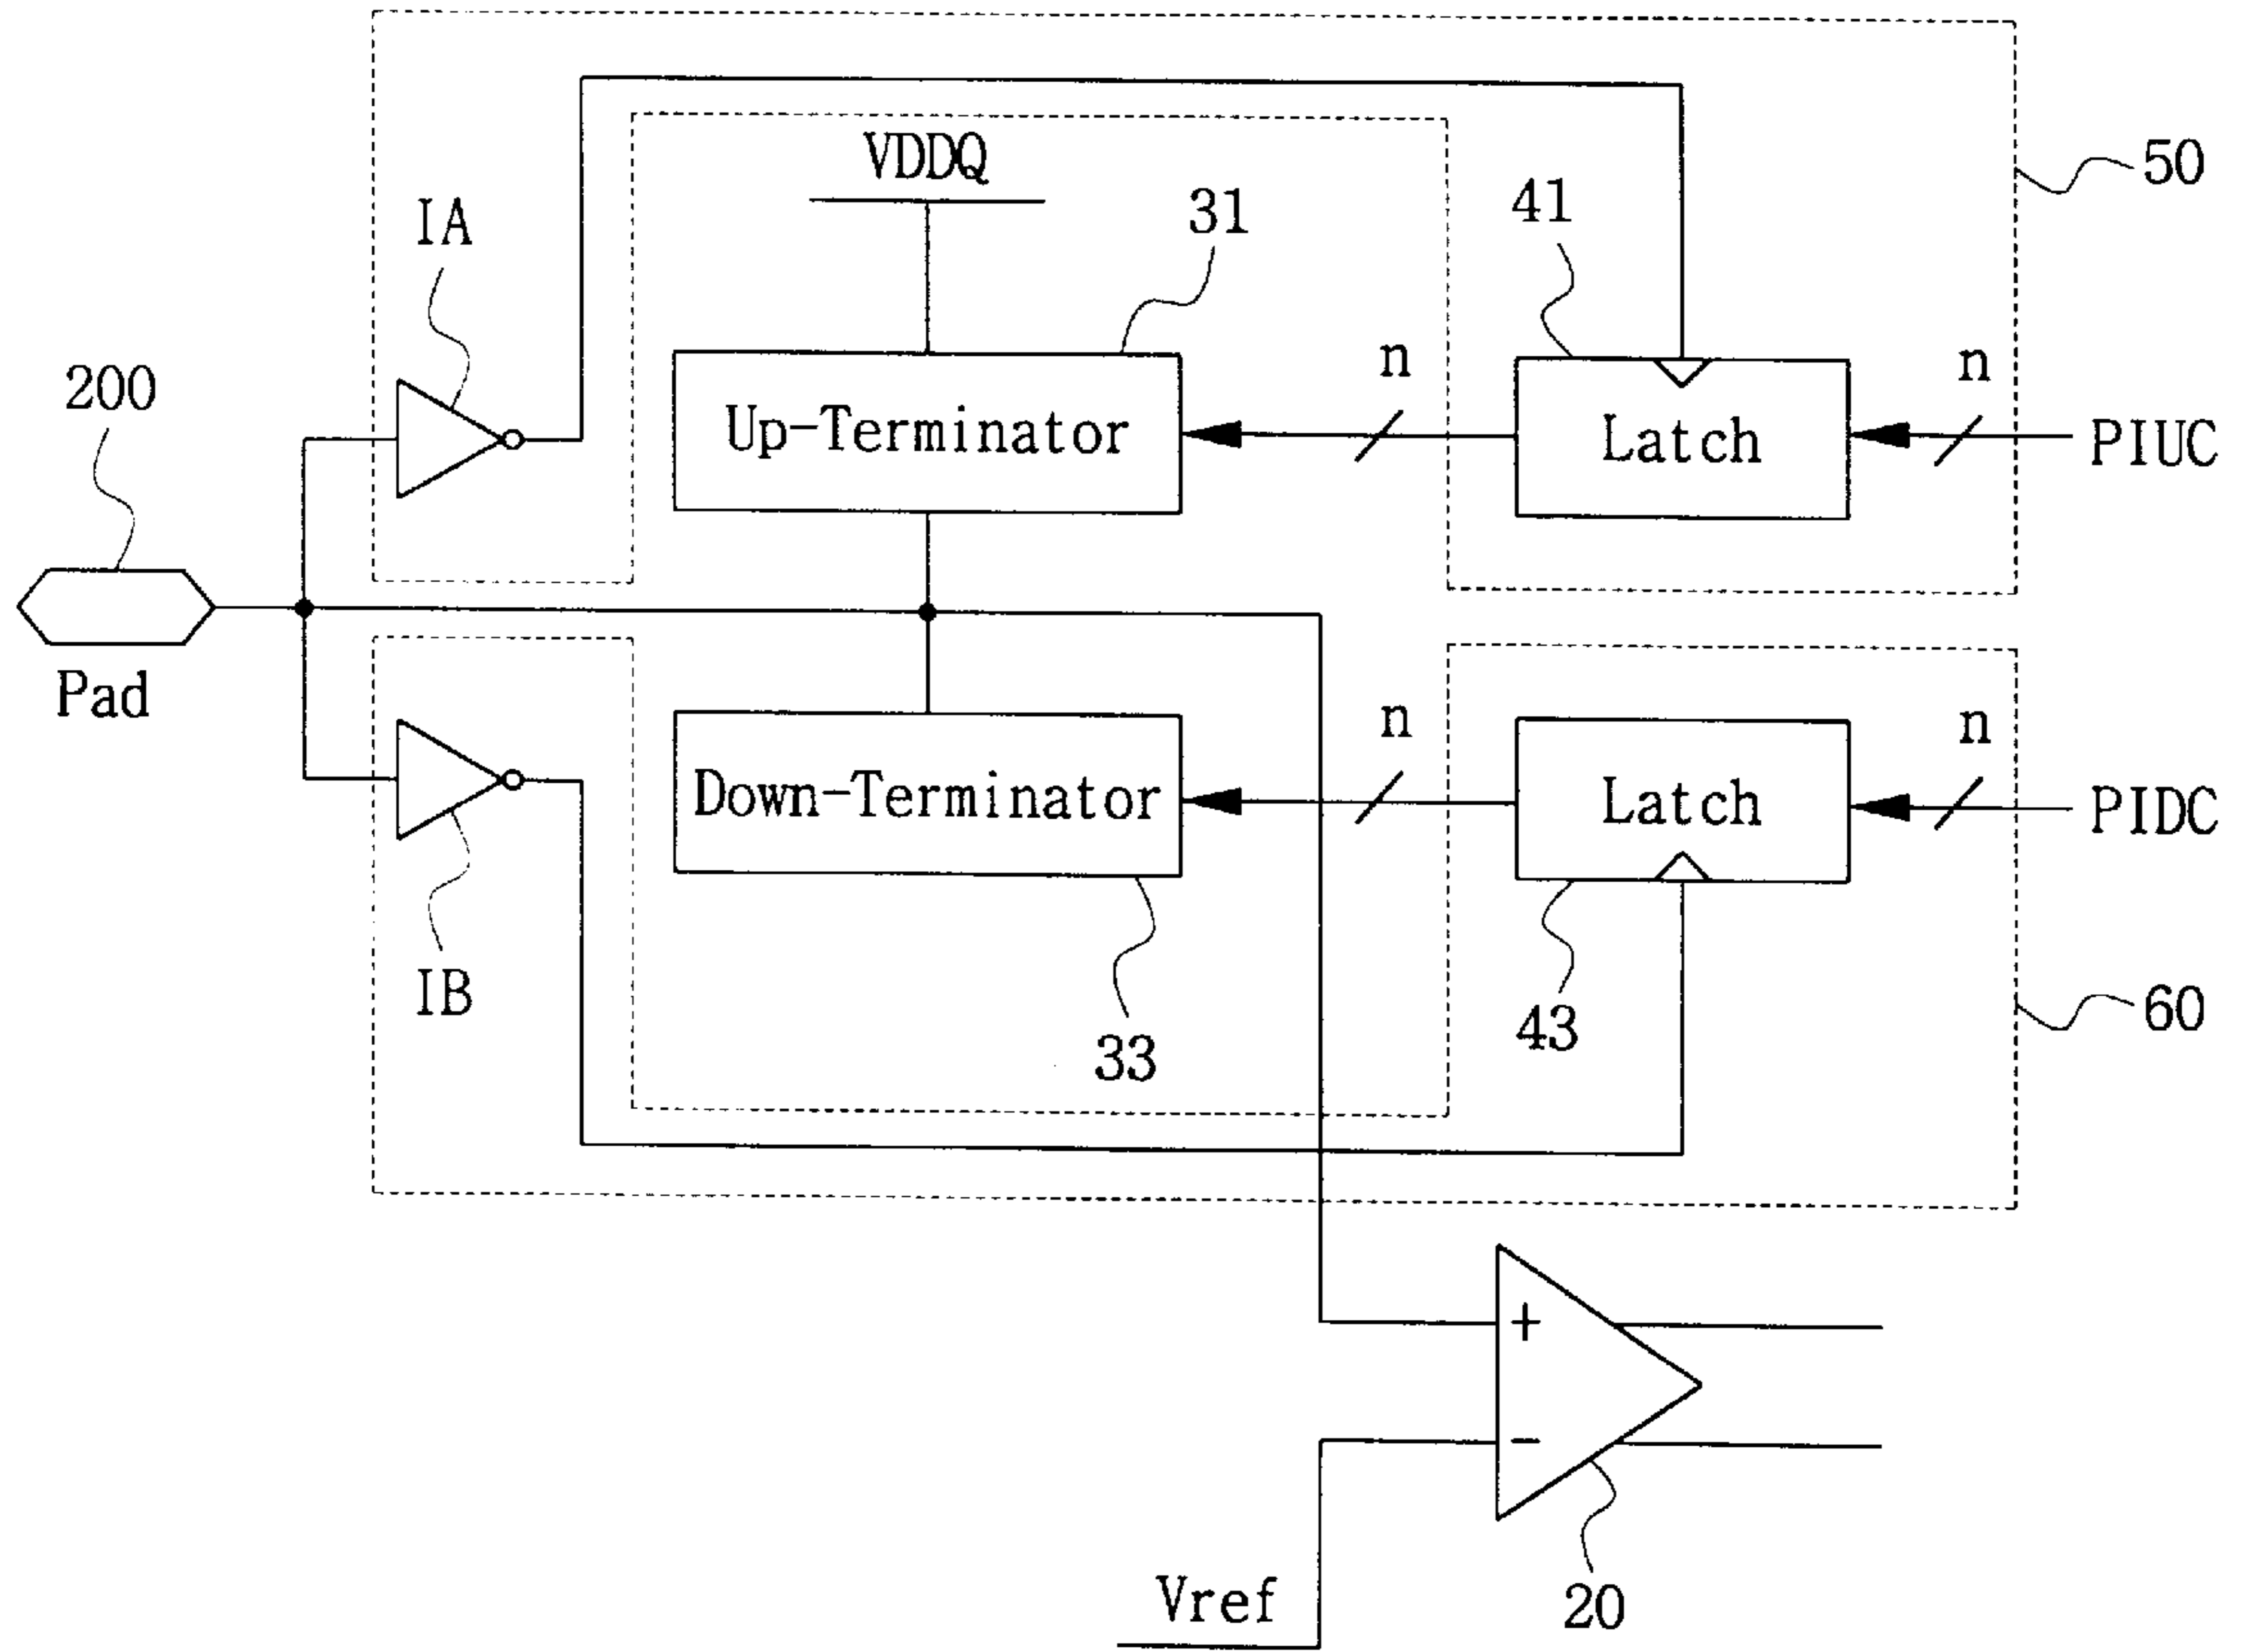 50
VDDQ
31
41
IA
200
n
n
Up-Terminator
Latch
PIUC
Pad
n
n
Down-Terminator
Latch
PIDC
IB
60
43
33
+
-
Vref
20